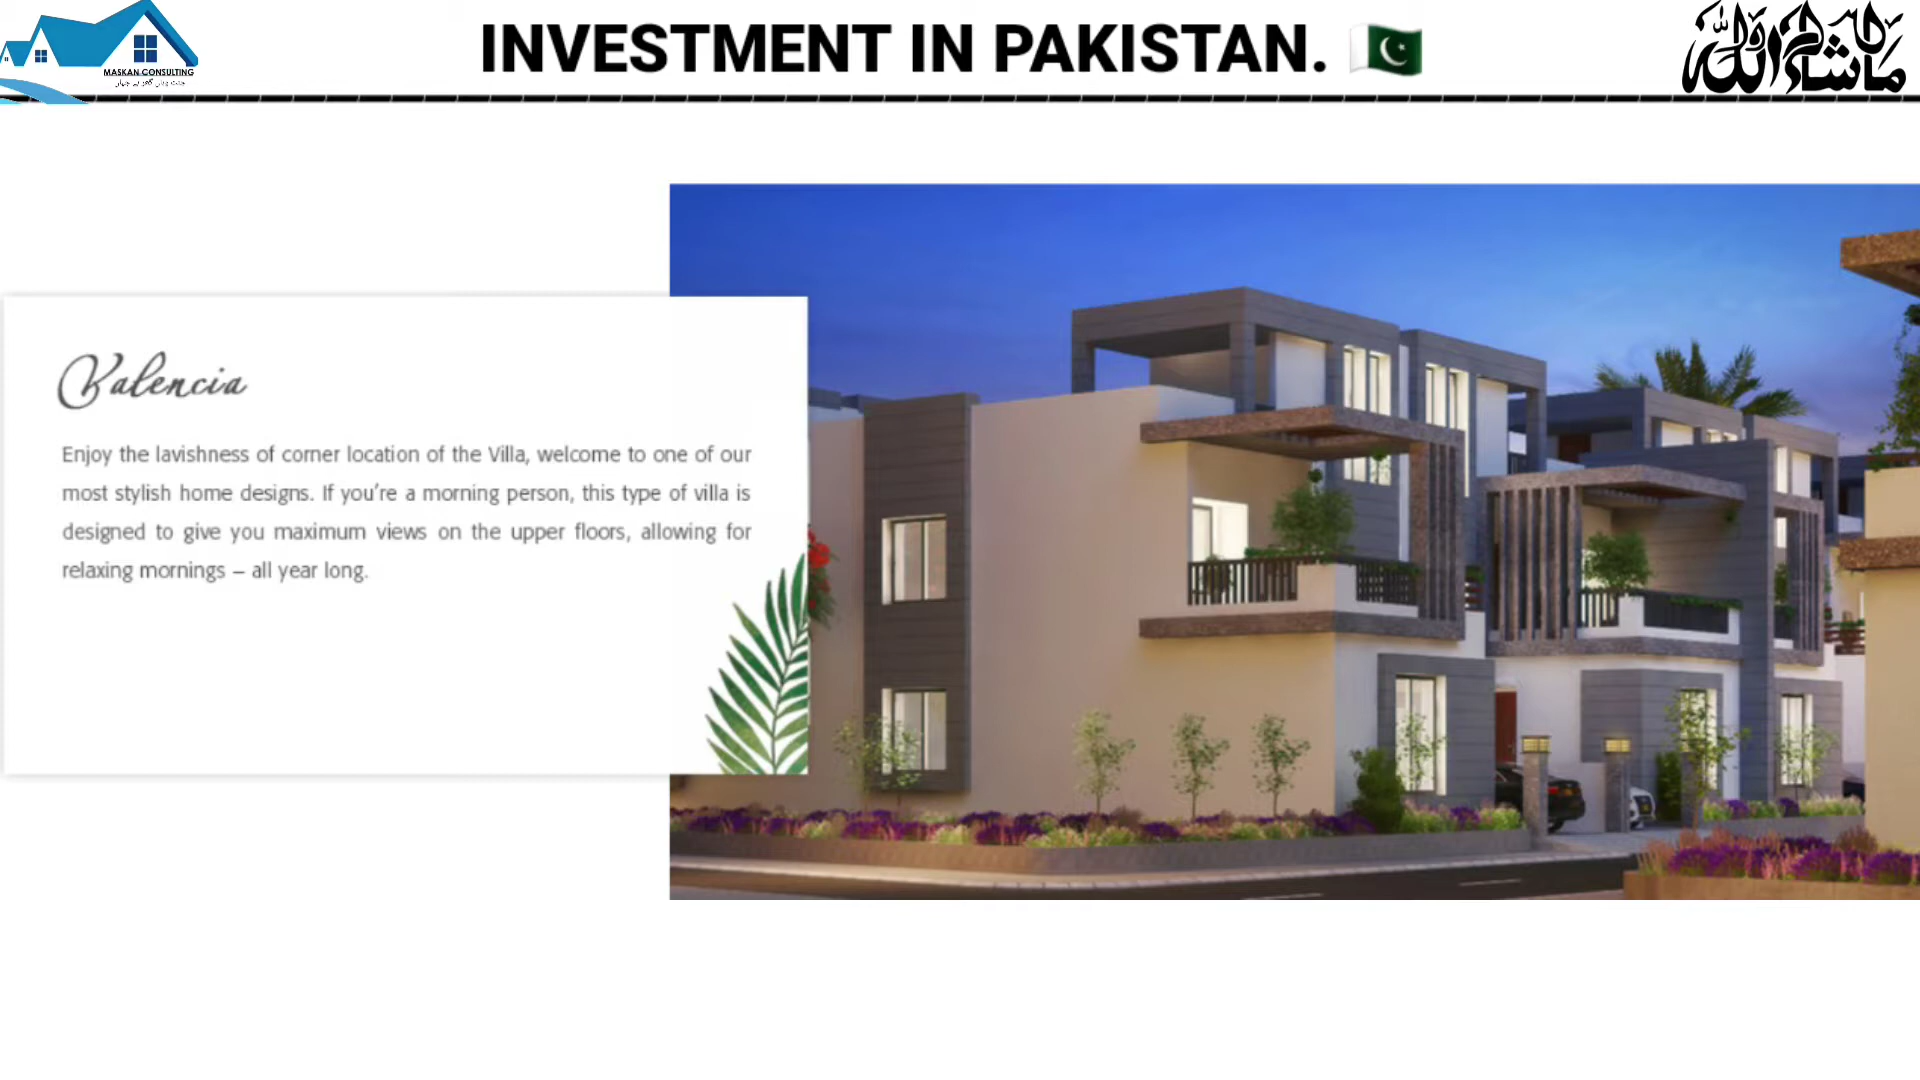 MASKAN CONSULTING
INVESTMENT IN PAKISTAN. 🇵🇰
ماشاءالله
Valencia
Enjoy the lavishness of corner location of the Villa, welcome to one of our
most stylish home designs. If you're a morning person, this type of villa is
designed to give you maximum views on the upper floors, allowing for
relaxing mornings – all year long.